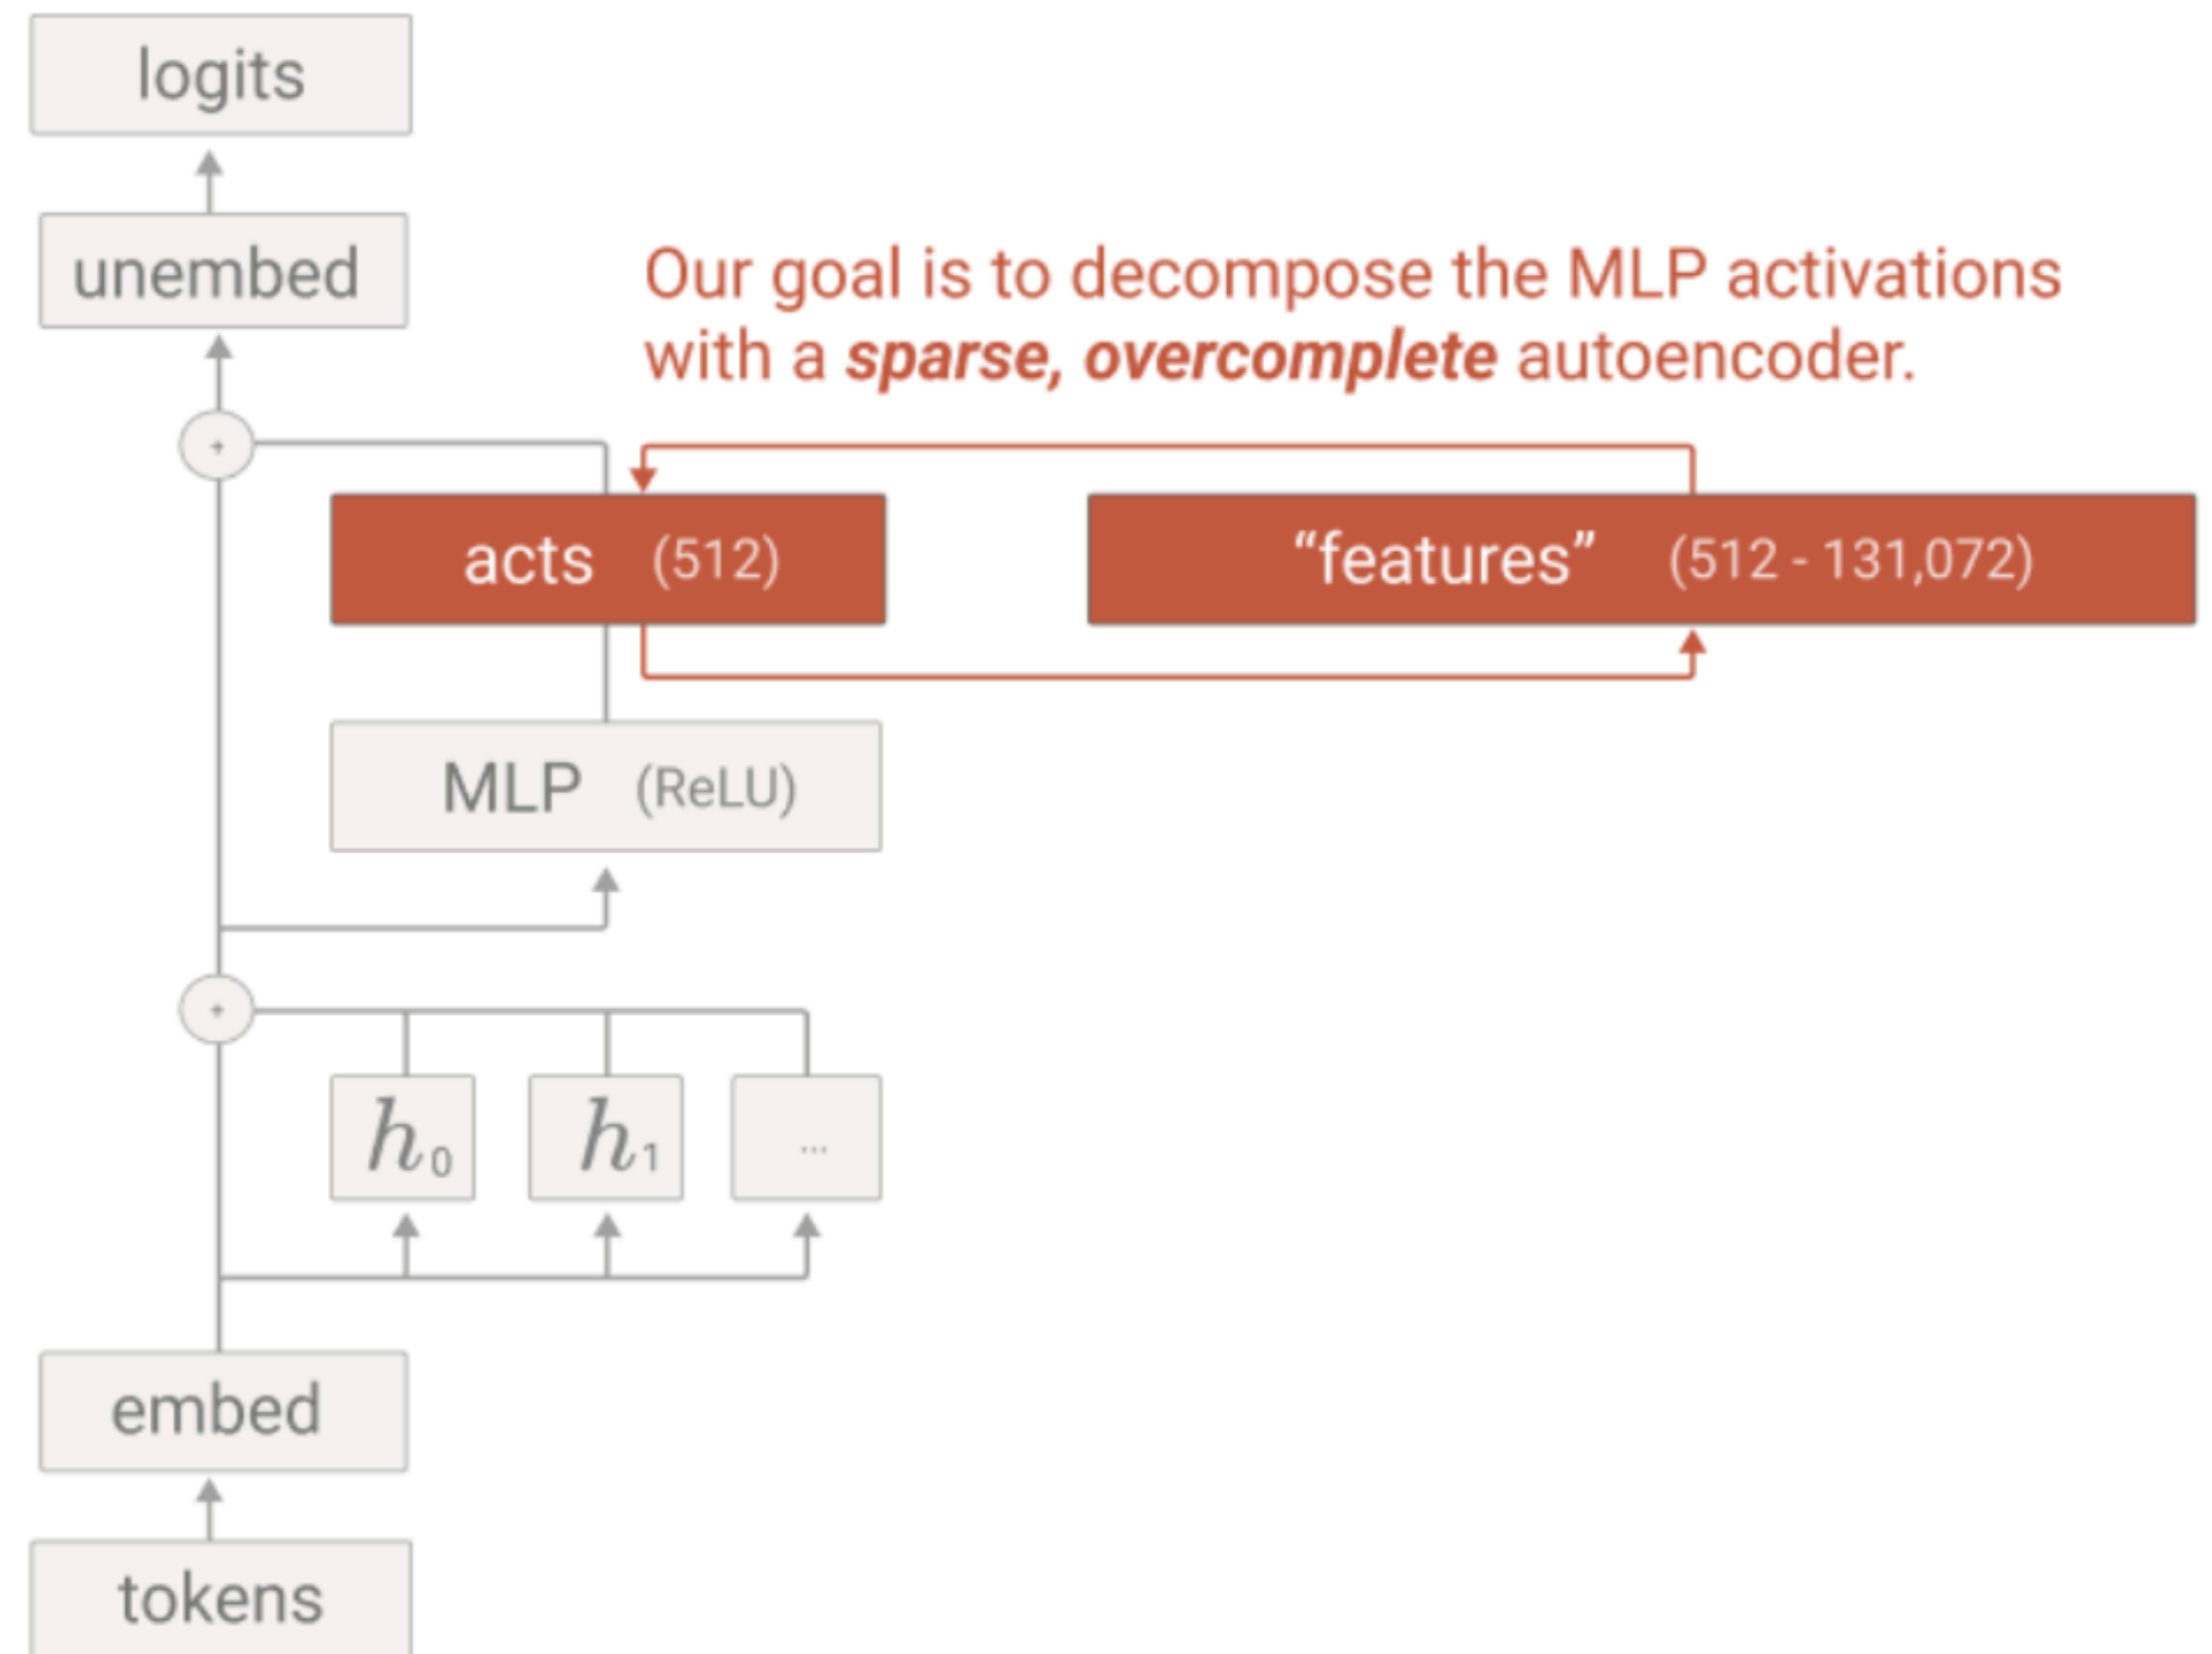 logits
unembed
Our goal is to decompose the MLP activations
with a sparse, overcomplete autoencoder.
+
acts (512)
“features” (512 - 131,072)
MLP (ReLU)
+
h0
h1
...
embed
tokens